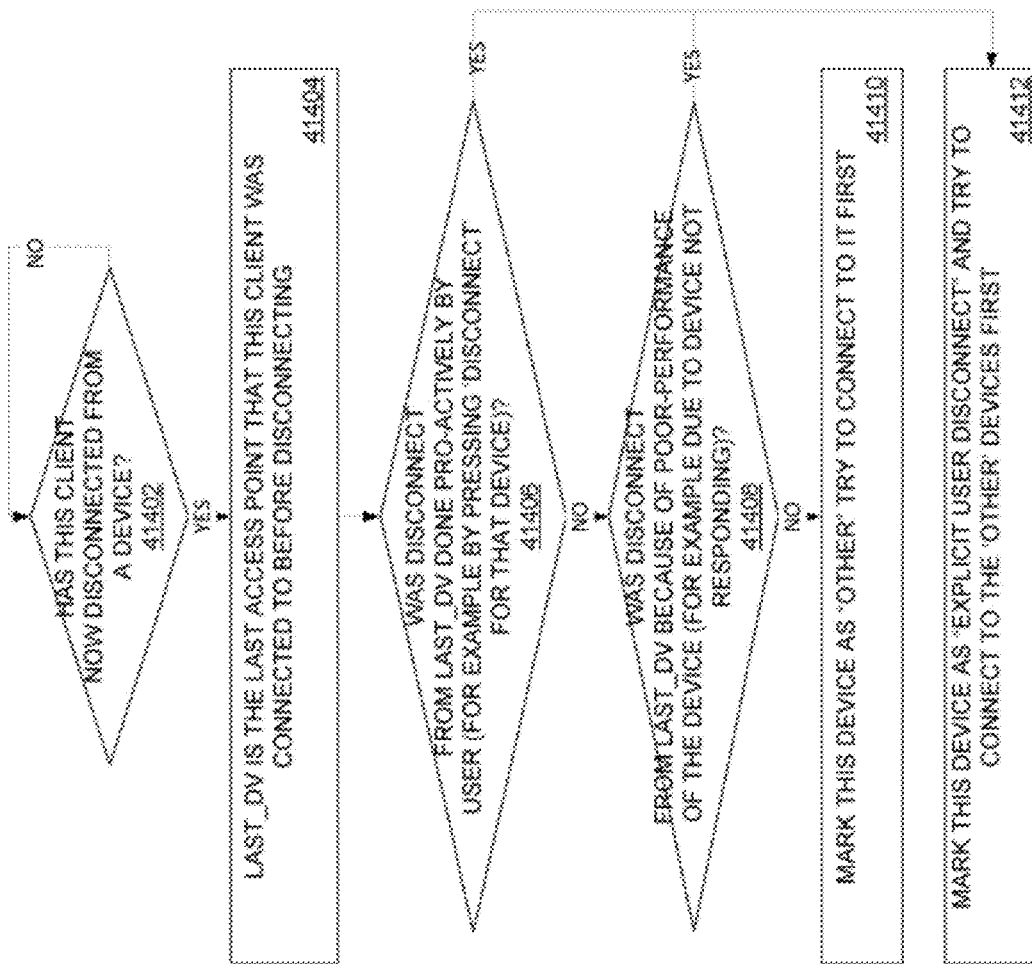 HAS THIS CLIENT
NOW DISCONNECTED FROM
A DEVICE?
41402
NO
YES
LAST_DV IS THE LAST ACCESS POINT THAT THIS CLIENT WAS
CONNECTED TO BEFORE DISCONNECTING
41404
WAS DISCONNECT
FROM LAST_DV DONE PRO-ACTIVELY BY
USER (FOR EXAMPLE BY PRESSING 'DISCONNECT'
FOR THAT DEVICE)?
41406
YES
NO
WAS DISCONNECT
FROM LAST_DV BECAUSE OF POOR-PERFORMANCE
OF THE DEVICE (FOR EXAMPLE DUE TO DEVICE NOT
RESPONDING)?
41408
YES
NO
MARK THIS DEVICE AS 'OTHER' TRY TO CONNECT TO IT FIRST
41410
MARK THIS DEVICE AS 'EXPLICIT USER DISCONNECT' AND TRY TO
CONNECT TO THE 'OTHER' DEVICES FIRST
41412